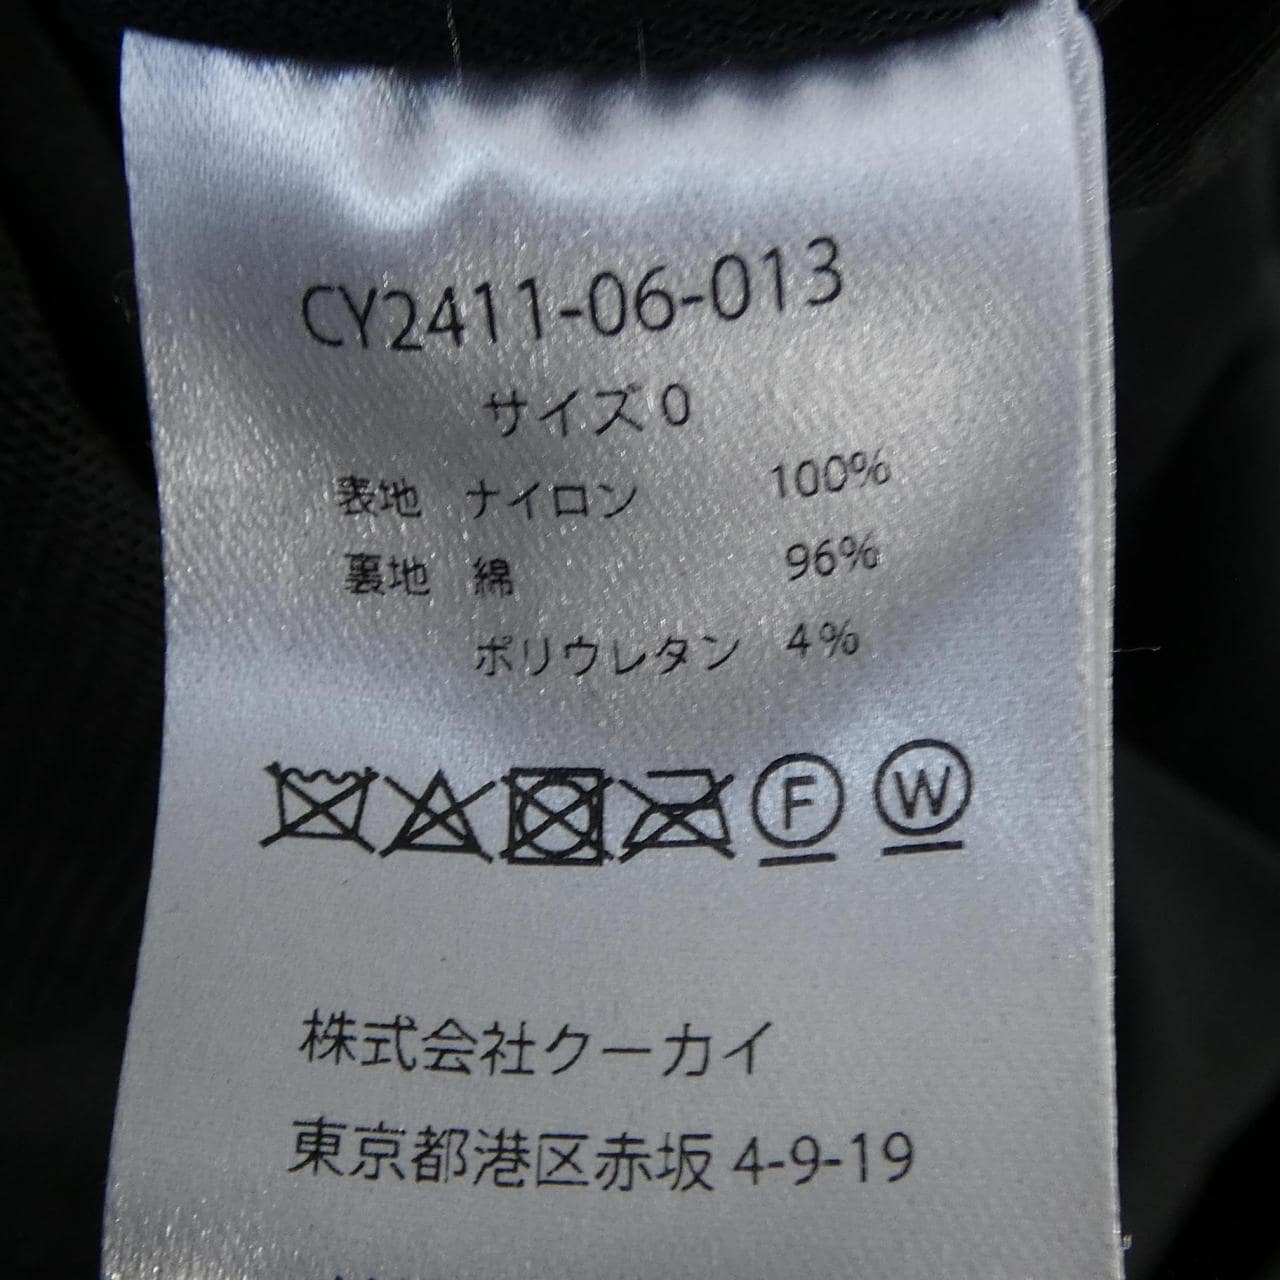 CY2411-06-013
サイズ 0
表地 ナイロン 100%
裏地 綿 96%
ポリウレタン 4%
F W
株式会社クーカイ
東京都港区赤坂 4-9-19